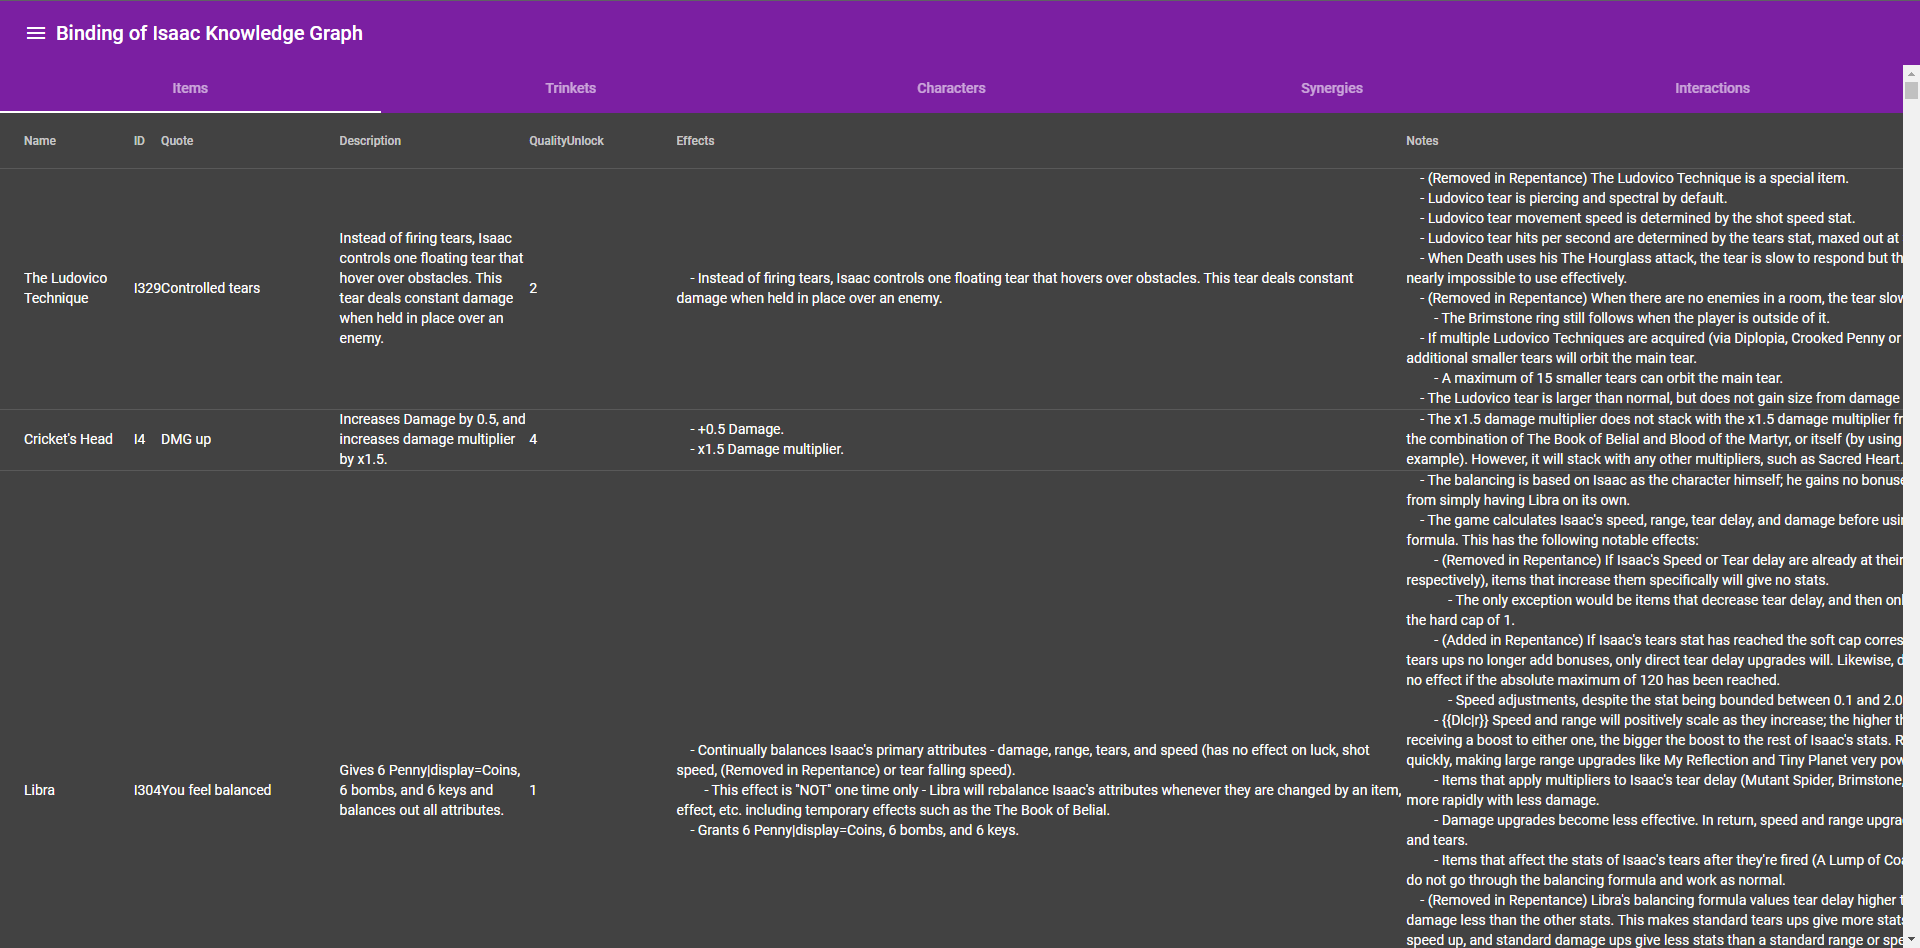 Binding of Isaac Knowledge Graph
Items Trinkets Characters Synergies Interactions
Name ID Quote Description Quality Unlock Effects Notes
The Ludovico
Technique
I329
Controlled tears
Instead of firing tears, Isaac
controls one floating tear that
hover over obstacles. This
tear deals constant damage
when held in place over an
enemy.
2
- Instead of firing tears, Isaac controls one floating tear that hovers over obstacles. This tear deals constant
damage when held in place over an enemy.
- (Removed in Repentance) The Ludovico Technique is a special item.
- Ludovico tear is piercing and spectral by default.
- Ludovico tear movement speed is determined by the shot speed stat.
- Ludovico tear hits per second are determined by the tears stat, maxed out at
- When Death uses his The Hourglass attack, the tear is slow to respond but th
nearly impossible to use effectively.
- (Removed in Repentance) When there are no enemies in a room, the tear slow
- The Brimstone ring still follows when the player is outside of it.
- If multiple Ludovico Techniques are acquired (via Diplopia, Crooked Penny or
additional smaller tears will orbit the main tear.
- A maximum of 15 smaller tears can orbit the main tear.
- The Ludovico tear is larger than normal, but does not gain size from damage
Cricket's Head
I4
DMG up
Increases Damage by 0.5, and
increases damage multiplier
by x1.5.
4
- +0.5 Damage.
- x1.5 Damage multiplier.
- The x1.5 damage multiplier does not stack with the x1.5 damage multiplier fr
the combination of The Book of Belial and Blood of the Martyr, or itself (by using
example). However, it will stack with any other multipliers, such as Sacred Heart.
Libra
I304
You feel balanced
Gives 6 Penny|display=Coins,
6 bombs, and 6 keys and
balances out all attributes.
1
- Continually balances Isaac's primary attributes - damage, range, tears, and speed (has no effect on luck, shot
speed, (Removed in Repentance) or tear falling speed).
- This effect is "NOT" one time only - Libra will rebalance Isaac's attributes whenever they are changed by an item,
effect, etc. including temporary effects such as the The Book of Belial.
- Grants 6 Penny|display=Coins, 6 bombs, and 6 keys.
- The balancing is based on Isaac as the character himself; he gains no bonuse
from simply having Libra on its own.
- The game calculates Isaac's speed, range, tear delay, and damage before usi
formula. This has the following notable effects:
- (Removed in Repentance) If Isaac's Speed or Tear delay are already at their
respectively), items that increase them specifically will give no stats.
- The only exception would be items that decrease tear delay, and then onl
the hard cap of 1.
- (Added in Repentance) If Isaac's tears stat has reached the soft cap corres
tears ups no longer add bonuses, only direct tear delay upgrades will. Likewise, d
no effect if the absolute maximum of 120 has been reached.
- Speed adjustments, despite the stat being bounded between 0.1 and 2.0
- {{Dlc|r}} Speed and range will positively scale as they increase; the higher th
receiving a boost to either one, the bigger the boost to the rest of Isaac's stats. R
quickly, making large range upgrades like My Reflection and Tiny Planet very pow
- Items that apply multipliers to Isaac's tear delay (Mutant Spider, Brimstone,
more rapidly with less damage.
- Damage upgrades become less effective. In return, speed and range upgra
and tears.
- Items that affect the stats of Isaac's tears after they're fired (A Lump of Coa
do not go through the balancing formula and work as normal.
- (Removed in Repentance) Libra's balancing formula values tear delay higher t
damage less than the other stats. This makes standard tears ups give more stats
speed up, and standard damage ups give less stats than a standard range or spe